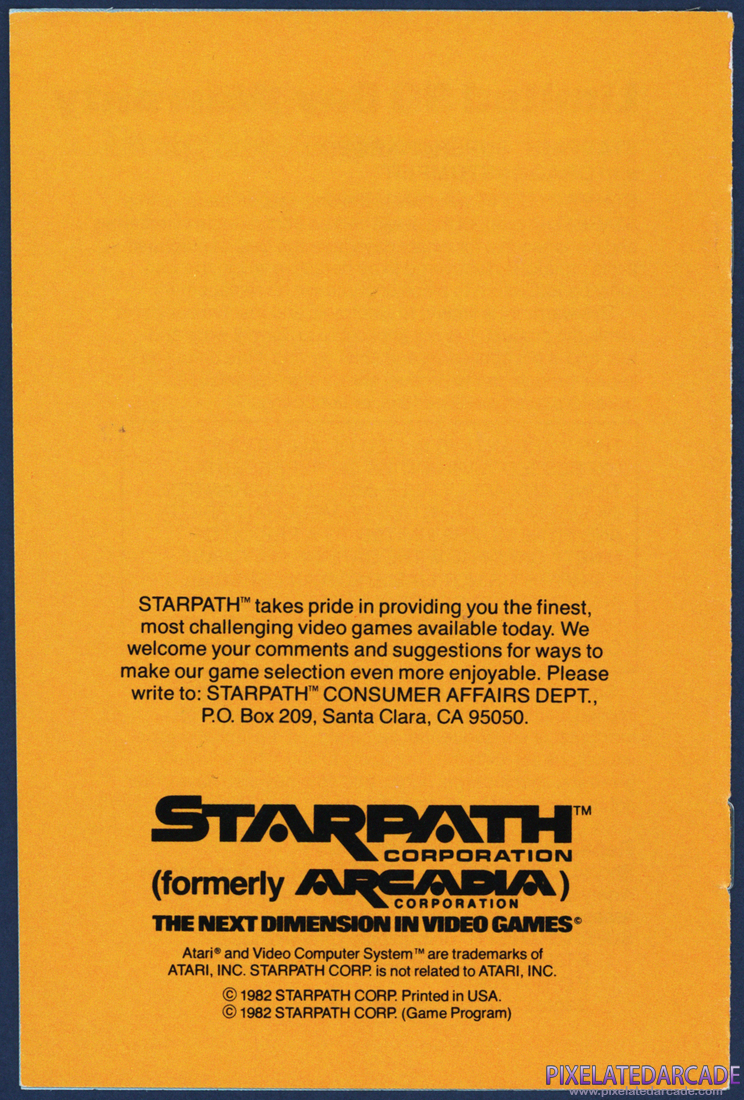 STARPATH™ takes pride in providing you the finest,
most challenging video games available today. We
welcome your comments and suggestions for ways to
make our game selection even more enjoyable. Please
write to: STARPATH™ CONSUMER AFFAIRS DEPT.,
P.O. Box 209, Santa Clara, CA 95050.
STARPATH™
CORPORATION
(formerly ARCADIA)
CORPORATION
THE NEXT DIMENSION IN VIDEO GAMES©
Atari® and Video Computer System™ are trademarks of
ATARI, INC. STARPATH CORP. is not related to ATARI, INC.
© 1982 STARPATH CORP. Printed in USA.
© 1982 STARPATH CORP. (Game Program)
PIXELATEDARCADE
www.pixelatedarcade.com